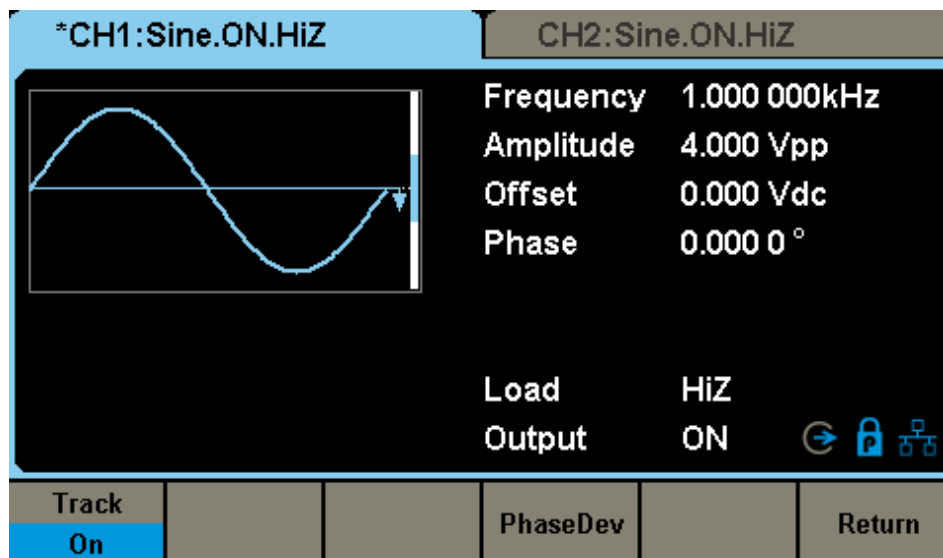 *CH1:Sine.ON.HiZ
CH2:Sine.ON.HiZ
Frequency 1.000 000kHz
Amplitude 4.000 Vpp
Offset 0.000 Vdc
Phase 0.000 0 °
Load HiZ
Output ON P
Track
On
PhaseDev
Return